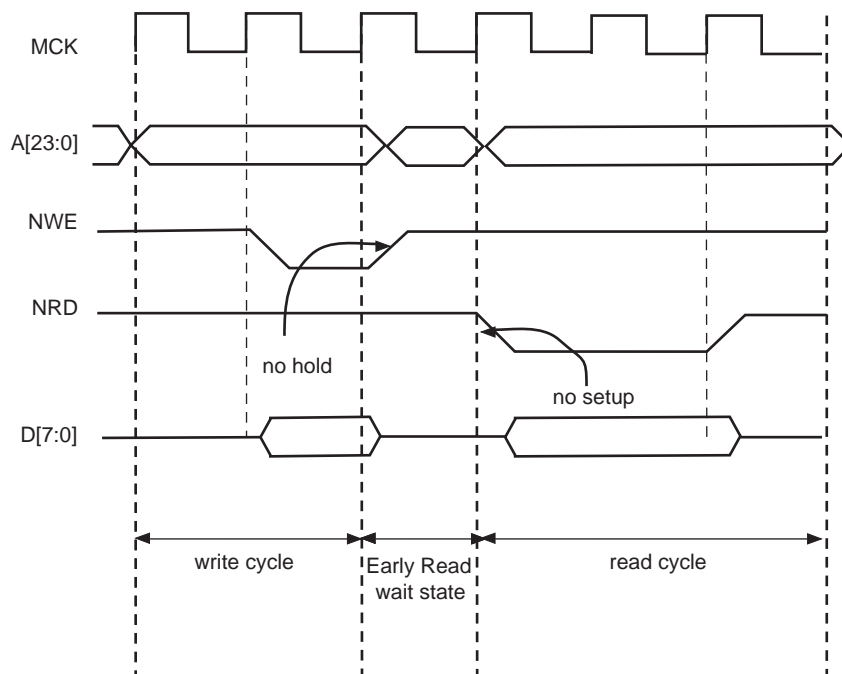 MCK
A[23:0]
NWE
NRD
no hold
no setup
D[7:0]
write cycle
Early Read
wait state
read cycle